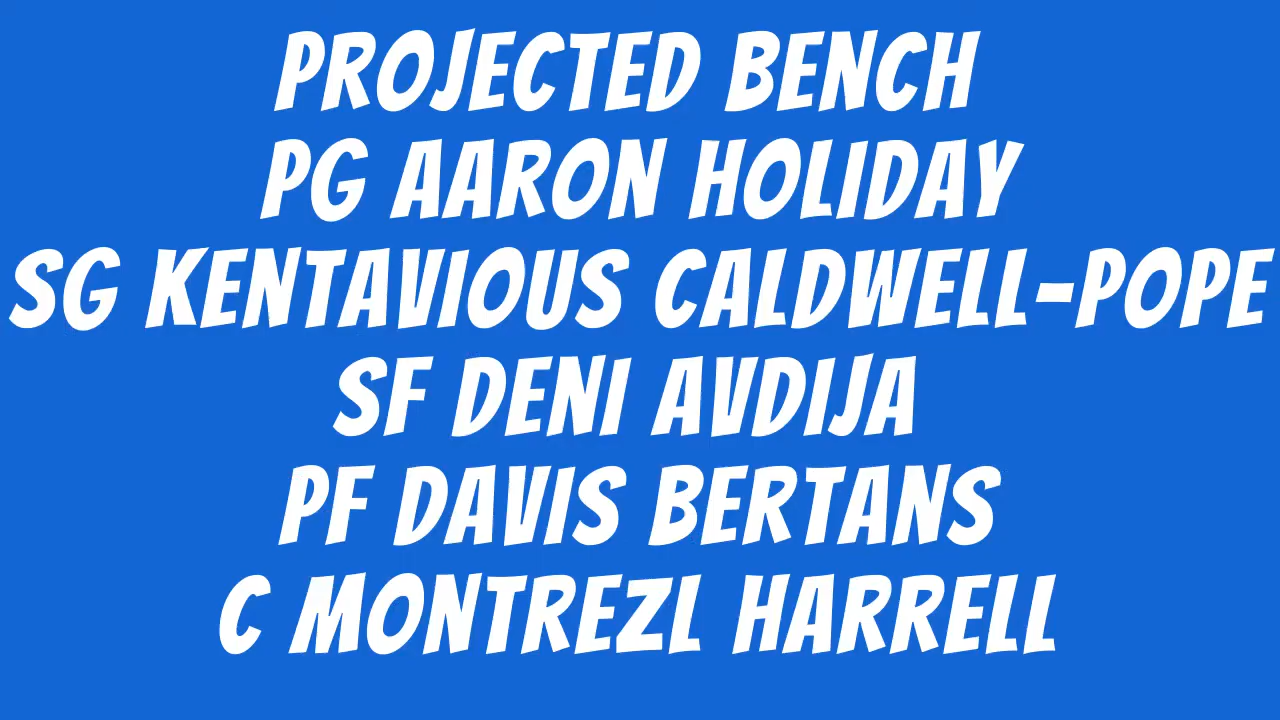 PROJECTED BENCH
PG AARON HOLIDAY
SG KENTAVIOUS CALDWELL-POPE
SF DENI AVDIJA
PF DAVIS BERTANS
C MONTREZL HARRELL